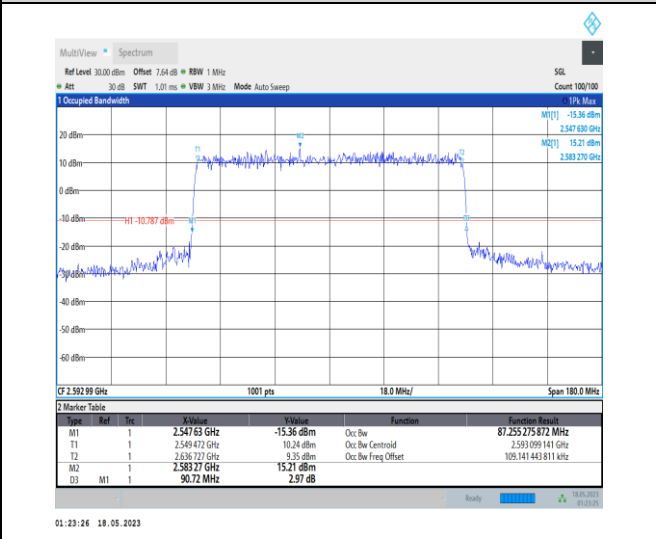 MultiView Spectrum
Ref Level 30.00 dBm Offset 7.64 dB RBW 1 MHz SGL
Att 30 dB SWT 1.01 ms VBW 3 MHz Mode Auto Sweep Count 100/100
1 Occupied Bandwidth 1Pk Max
M1[1] -15.36 dBm
2.547 630 GHz
M2[1] 15.21 dBm
2.583 270 GHz
20 dBm
M2
T1
T2
10 dBm
0 dBm
-10 dBm
H1 -10.787 dBm
M1
D3
-20 dBm
-30 dBm
-40 dBm
-50 dBm
-60 dBm
CF 2.592 99 GHz 1001 pts 18.0 MHz/ Span 180.0 MHz
2 Marker Table
Type Ref Trc X-Value Y-Value Function Function Result
M1 1 2.547 63 GHz -15.36 dBm Occ Bw 87.255 275 872 MHz
T1 1 2.549 472 GHz 10.24 dBm Occ Bw Centroid 2.593 099 141 GHz
T2 1 2.636 727 GHz 9.35 dBm Occ Bw Freq Offset 109.141 443 811 kHz
M2 1 2.583 27 GHz 15.21 dBm
D3 M1 1 90.72 MHz 2.97 dB
Ready 18.05.2023
01:23:25
01:23:26 18.05.2023